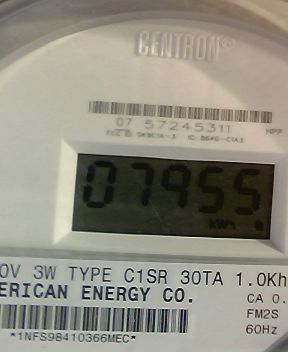 CENTRON®
07 57245311
HPP
07955
kWh
0V 3W TYPE C1SR 30TA 1.0Kh
ERICAN ENERGY CO.
CA 0.
FM2S
60Hz
*1NFS98410366MEC*